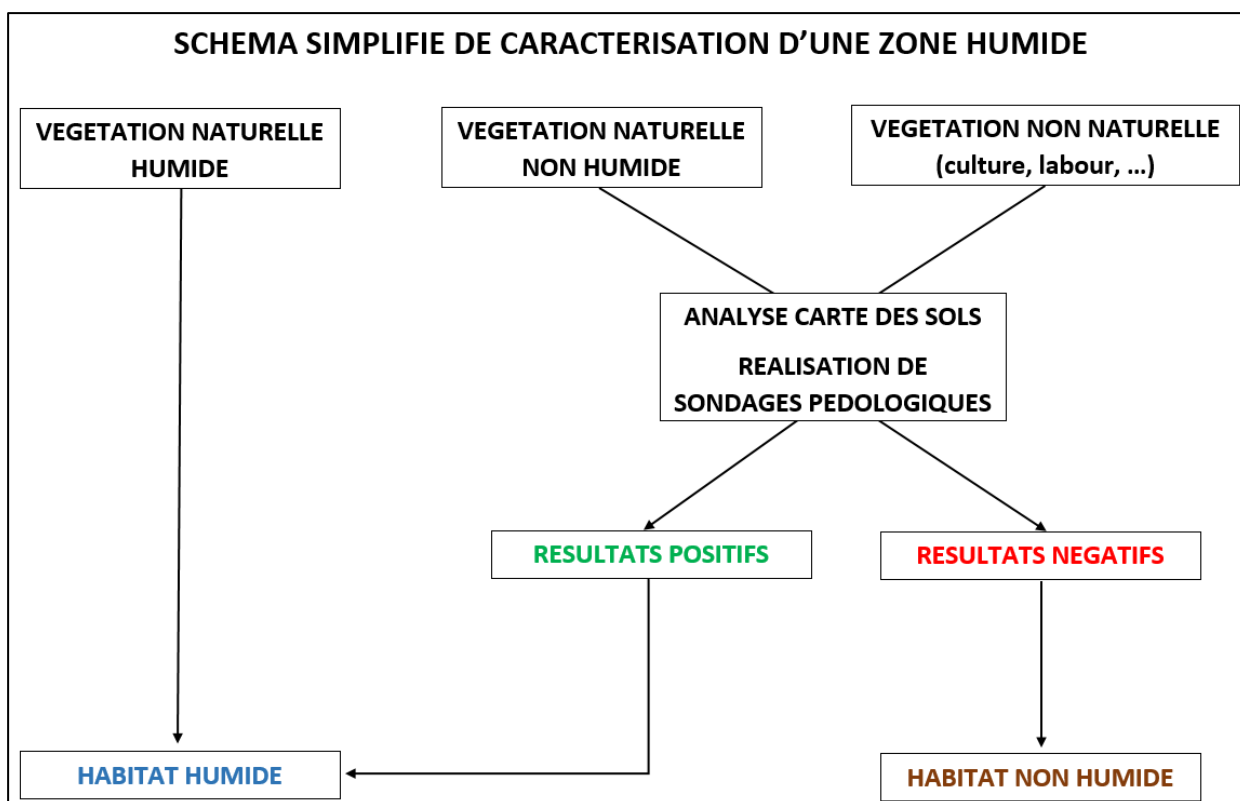 SCHEMA SIMPLIFIE DE CARACTERISATION D'UNE ZONE HUMIDE
VEGETATION NATURELLE
HUMIDE
VEGETATION NATURELLE
NON HUMIDE
VEGETATION NON NATURELLE
(culture, labour, ...)
ANALYSE CARTE DES SOLS
REALISATION DE
SONDAGES PEDOLOGIQUES
RESULTATS POSITIFS
RESULTATS NEGATIFS
HABITAT HUMIDE
HABITAT NON HUMIDE